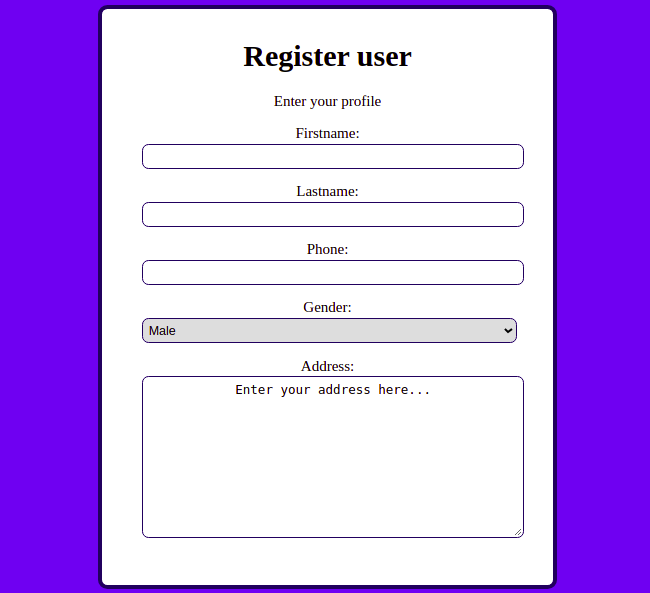 Register user
Enter your profile
Firstname:
Lastname:
Phone:
Gender:
Male
Address:
Enter your address here...